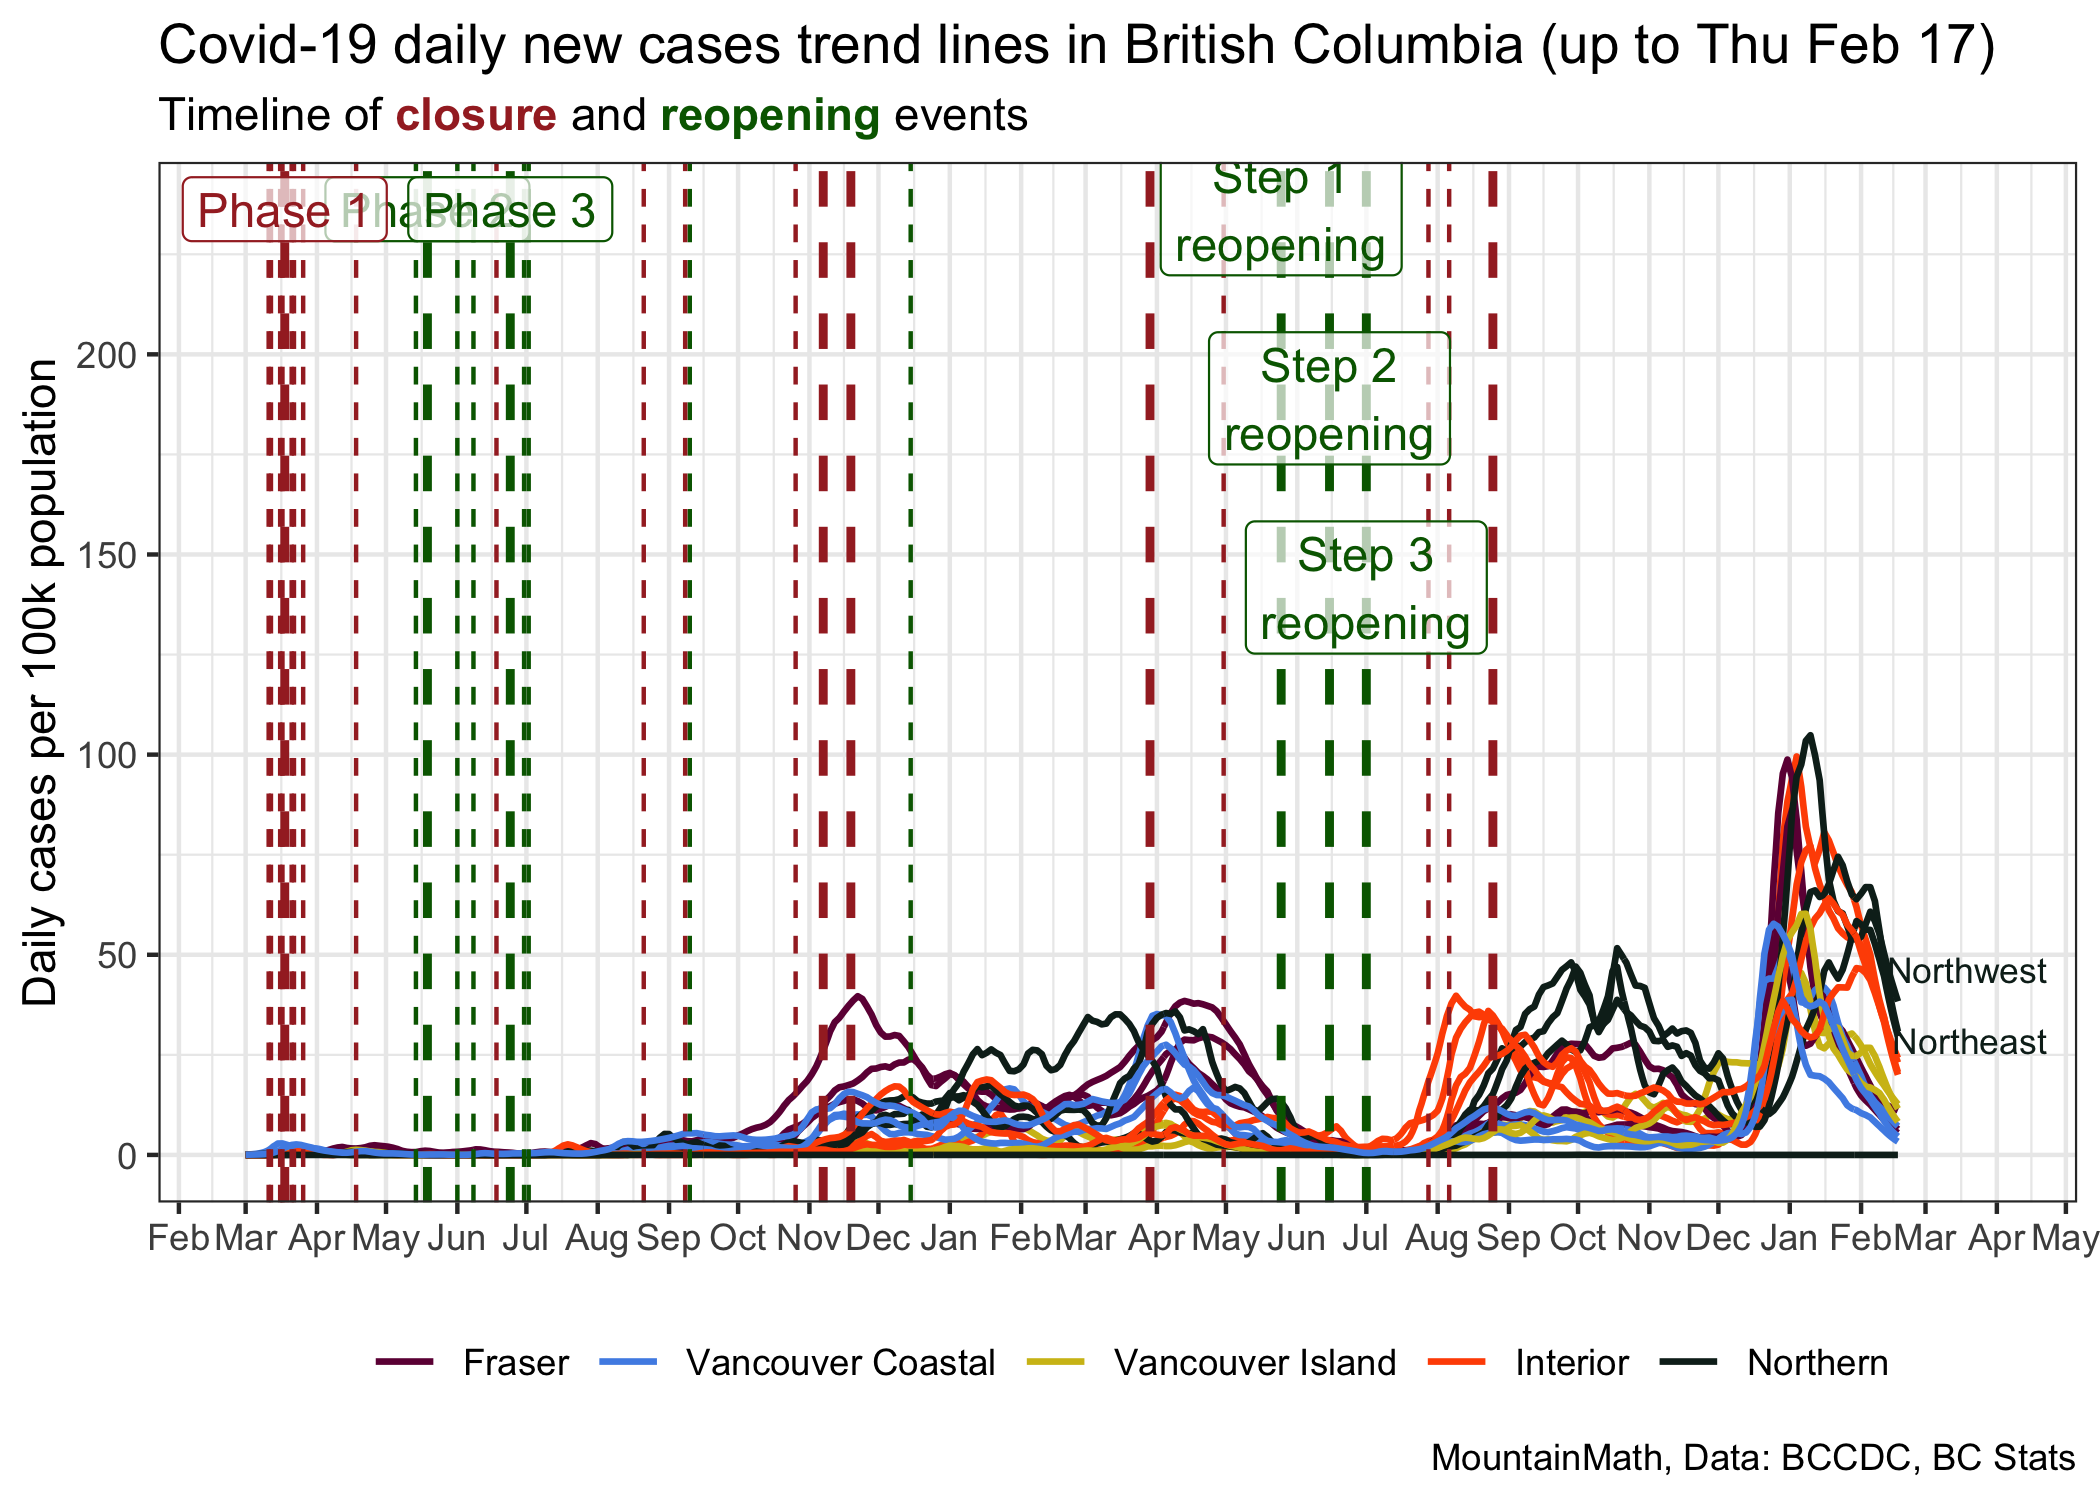 Covid-19 daily new cases trend lines in British Columbia (up to Thu Feb 17)
Timeline of closure and reopening events
Phase 1
Phase 2
Phase 3
Step 1
reopening
Step 2
reopening
Step 3
reopening
Daily cases per 100k population
200
150
100
50
0
Northwest
Northeast
Feb Mar Apr May Jun Jul Aug Sep Oct Nov Dec Jan Feb Mar Apr May Jun Jul Aug Sep Oct Nov Dec Jan Feb Mar Apr May
Fraser Vancouver Coastal Vancouver Island Interior Northern
MountainMath, Data: BCCDC, BC Stats